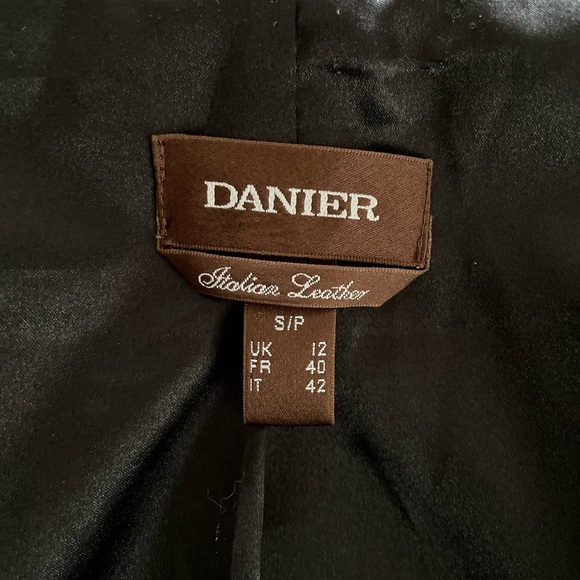 DANIER
Italian Leather
S/P
UK 12
FR 40
IT 42